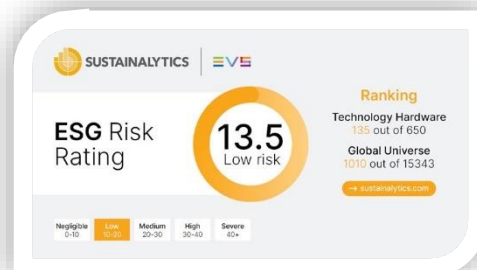 SUSTAINALYTICS EVS
ESG Risk
Rating
13.5
Low risk
Ranking
Technology Hardware
135 out of 650
Global Universe
1010 out of 15343
→ sustainalytics.com
Negligible
0-10
Low
10-20
Medium
20-30
High
30-40
Severe
40+